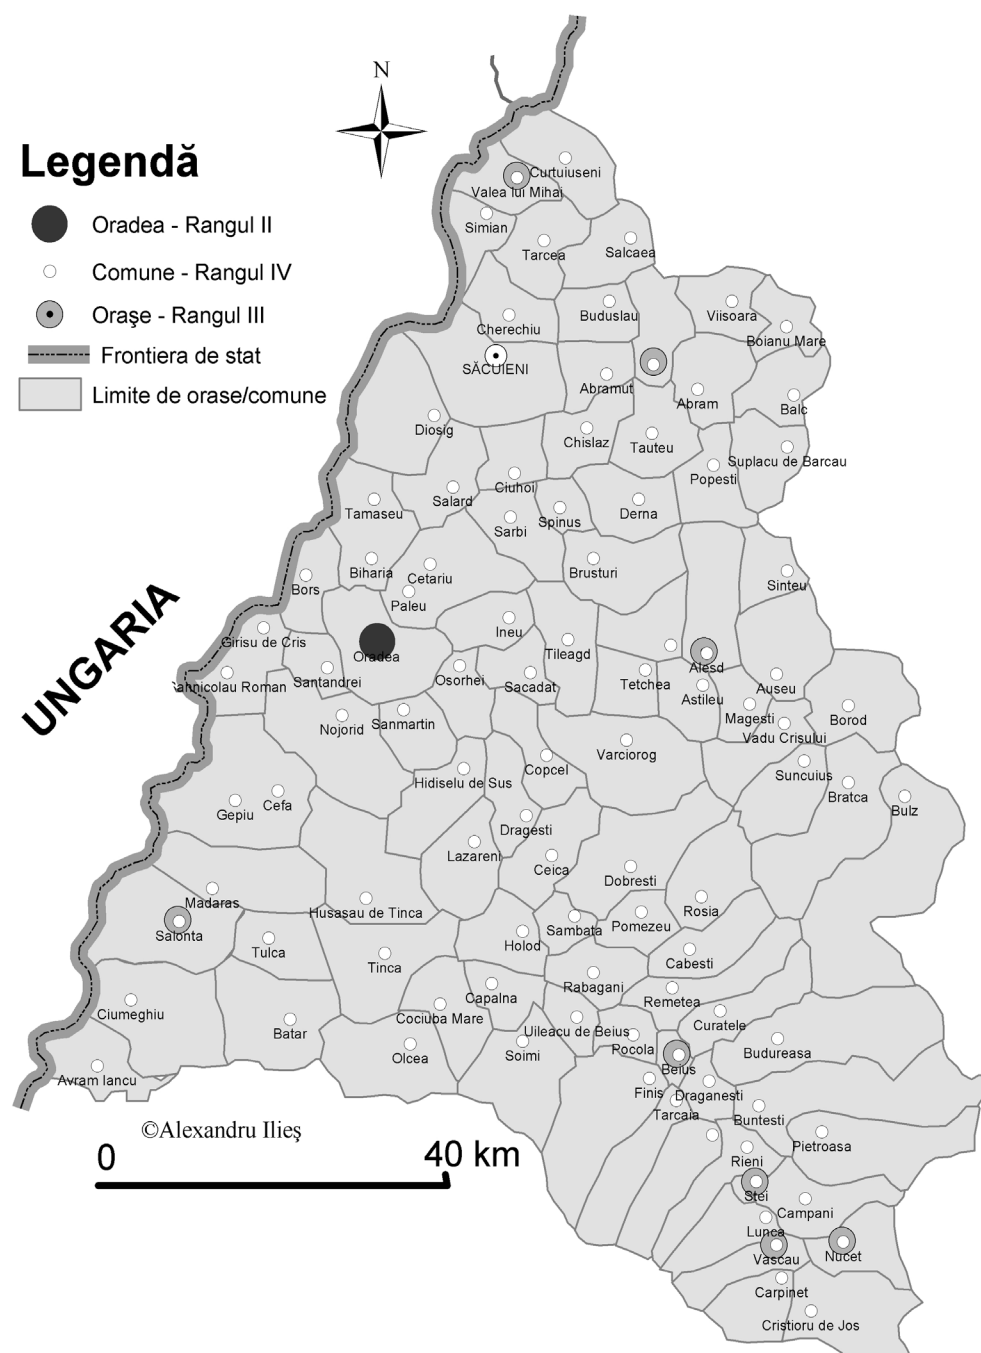 N
Legendă
Oradea - Rangul II
Comune - Rangul IV
Oraşe - Rangul III
Frontiera de stat
Limite de orase/comune
UNGARIA
Curtuiuseni
Valea lui Mihai
Simian
Tarcea
Salcaea
Cherechiu
Buduslau
Viisoara
Boianu Mare
SĂCUIENI
Abramut
Abram
Balc
Diosig
Chislaz
Tauteu
Suplacu de Barcau
Popesti
Ciuhoi
Salard
Tamaseu
Sarbi
Spinus
Derna
Biharia
Cetariu
Brusturi
Bors
Paleu
Sinteu
Ineu
Girisu de Cris
Oradea
Tileagd
Alesd
Santandrei
Osorhei
Sacadat
Tetchea
Auseu
Nicolau Roman
Astileu
Nojorid
Sanmartin
Magesti
Borod
Vadu Crisului
Varciorog
Copcel
Hidiselu de Sus
Suncuius
Bratca
Bulz
Gepiu
Cefa
Dragesti
Lazareni
Ceica
Dobresti
Madaras
Husasau de Tinca
Rosia
Salonta
Sambata
Pomezeu
Tulca
Holod
Tinca
Cabesti
Rabagani
Capalna
Remetea
Ciumeghiu
Cociuba Mare
Batar
Uileacu de Beius
Curatele
Olcea
Soimi
Pocola
Budureasa
Beius
Avram Iancu
Finis
Draganesti
Tarcaia
Buntesti
Pietroasa
Rieni
Stei
Campani
Lunca
Vascau
Nucet
Carpinet
Cristioru de Jos
©Alexandru Ilieş
0
40 km